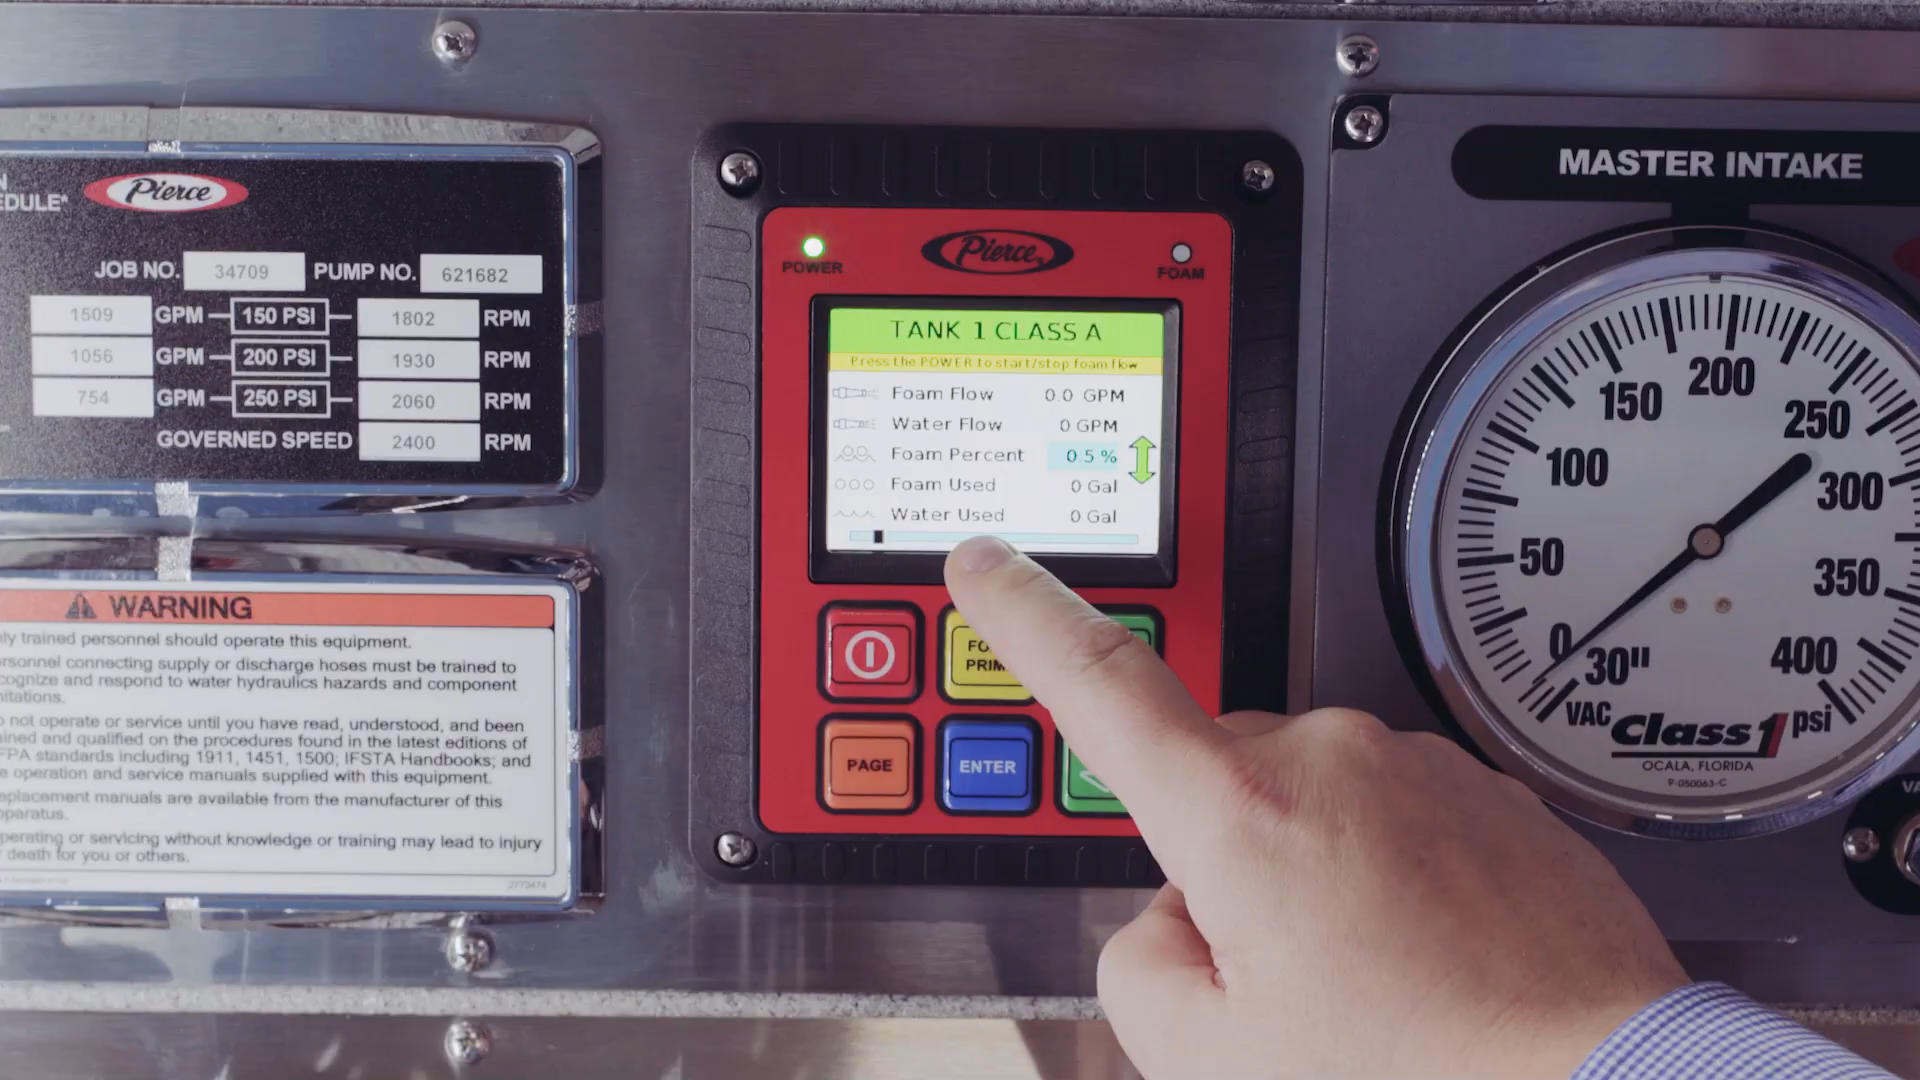 EDULE*
Pierce
JOB NO. 34709 PUMP NO. 621682
1509 GPM 150 PSI 1802 RPM
1056 GPM 200 PSI 1930 RPM
754 GPM 250 PSI 2060 RPM
GOVERNED SPEED 2400 RPM
WARNING
ly trained personnel should operate this equipment.
rsonnel connecting supply or discharge hoses must be trained to
cognize and respond to water hydraulics hazards and component
nitations.
not operate or service until you have read, understood, and been
ined and qualified on the procedures found in the latest editions of
FPA standards including 1911, 1451, 1500; IFSTA Handbooks; and
e operation and service manuals supplied with this equipment.
eplacement manuals are available from the manufacturer of this
pparatus.
perating or servicing without knowledge or training may lead to injury
death for you or others.
2773474
POWER
Pierce
FOAM
TANK 1 CLASS A
Press the POWER to start/stop foam flow
Foam Flow 0.0 GPM
Water Flow 0 GPM
Foam Percent 0.5 %
Foam Used 0 Gal
Water Used 0 Gal
FO
PRIM
PAGE
ENTER
MASTER INTAKE
0
50
100
150
200
250
300
350
400
30"
VAC
psi
Class1
OCALA, FLORIDA
P-050063-C
VA